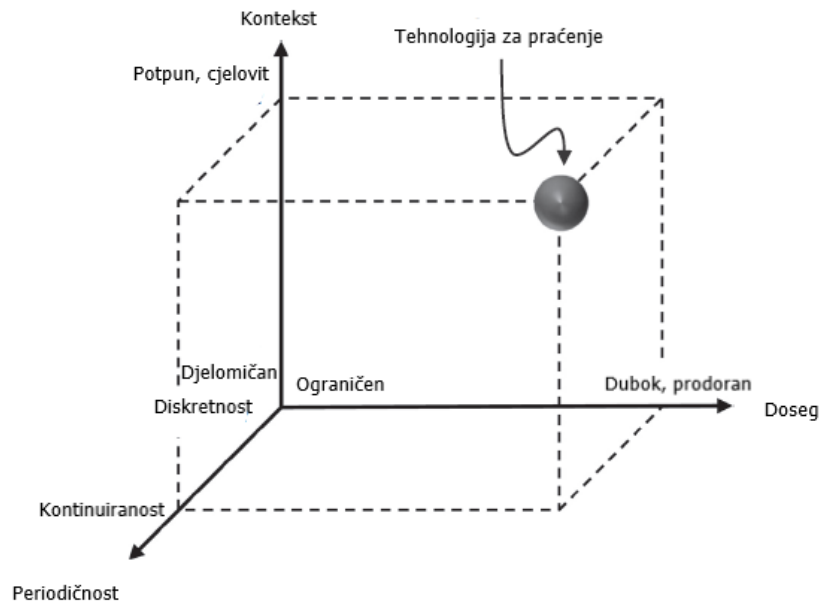 Kontekst
Tehnologija za praćenje
Potpun, cjelovit
Djelomičan
Ograničen
Dubok, prodoran
Diskretnost
Doseg
Kontinuiranost
Periodičnost